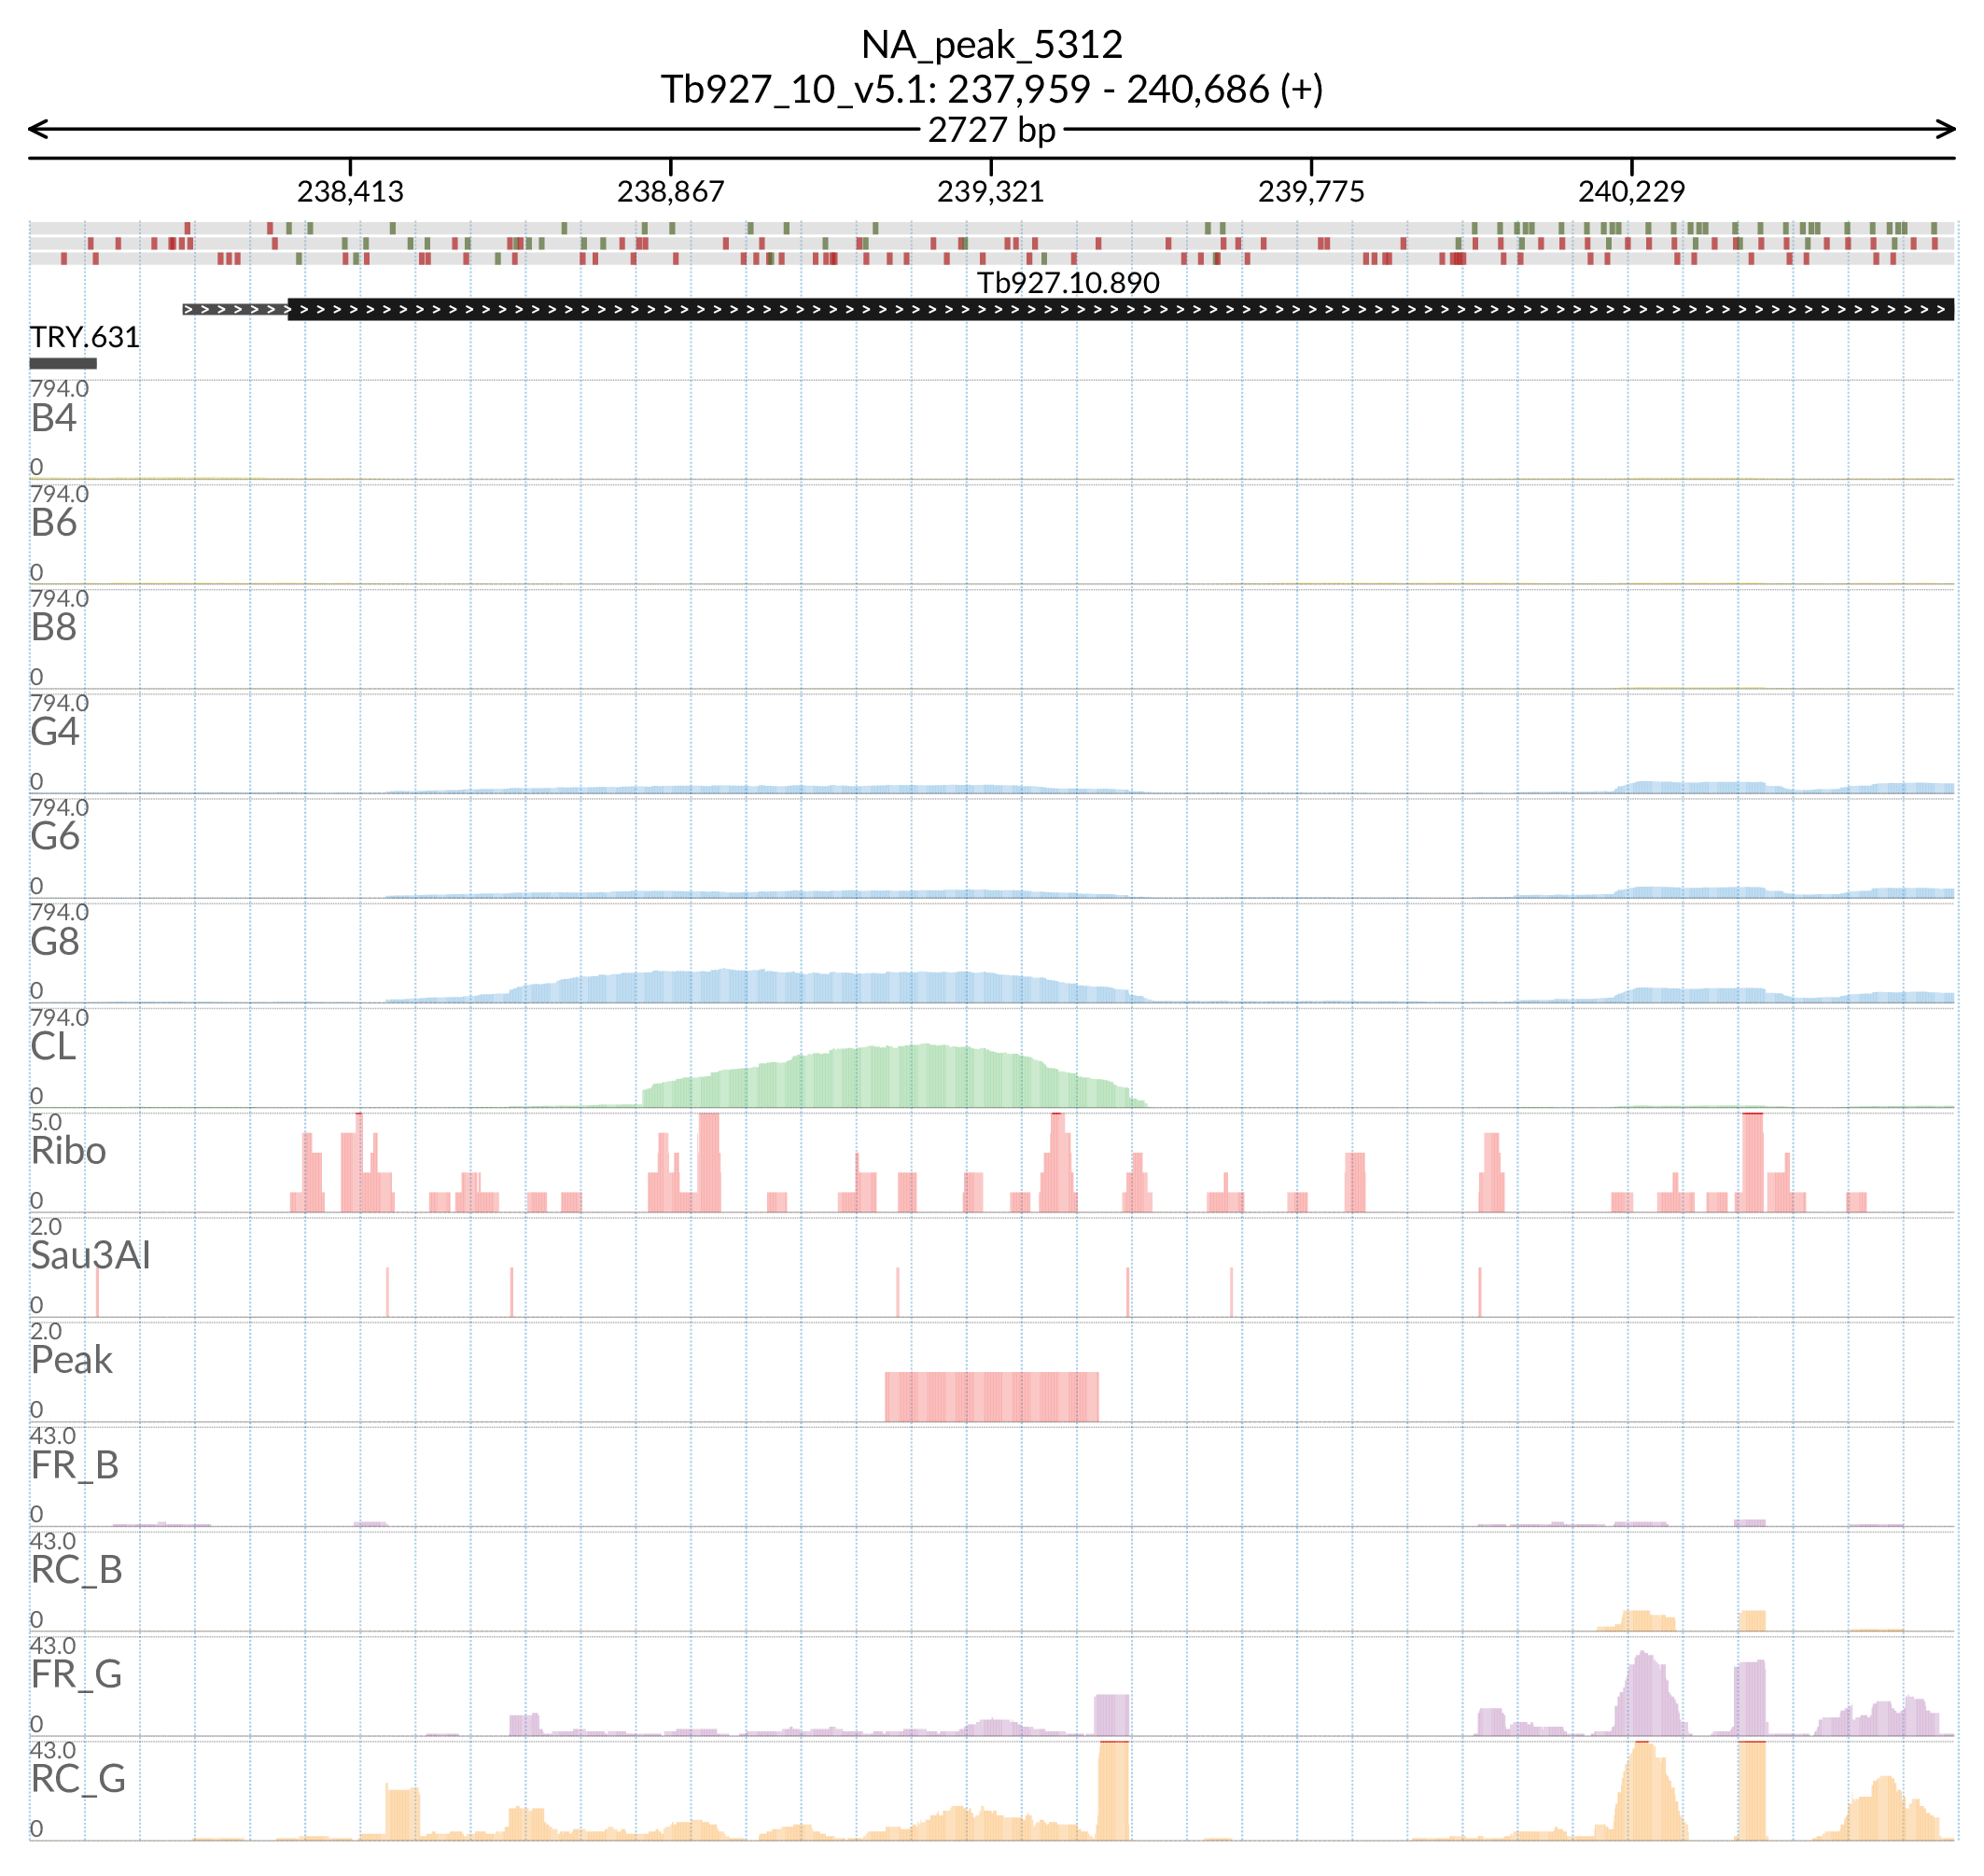 NA_peak_5312
Tb927_10_v5.1: 237,959 - 240,686 (+)
2727 bp
238,413 238,867 239,321 239,775 240,229
Tb927.10.890
TRY.631
794.0
B4
0
794.0
B6
0
794.0
B8
0
794.0
G4
0
794.0
G6
0
794.0
G8
0
794.0
CL
0
5.0
Ribo
0
2.0
Sau3AI
0
2.0
Peak
0
43.0
FR_B
0
43.0
RC_B
0
43.0
FR_G
0
43.0
RC_G
0